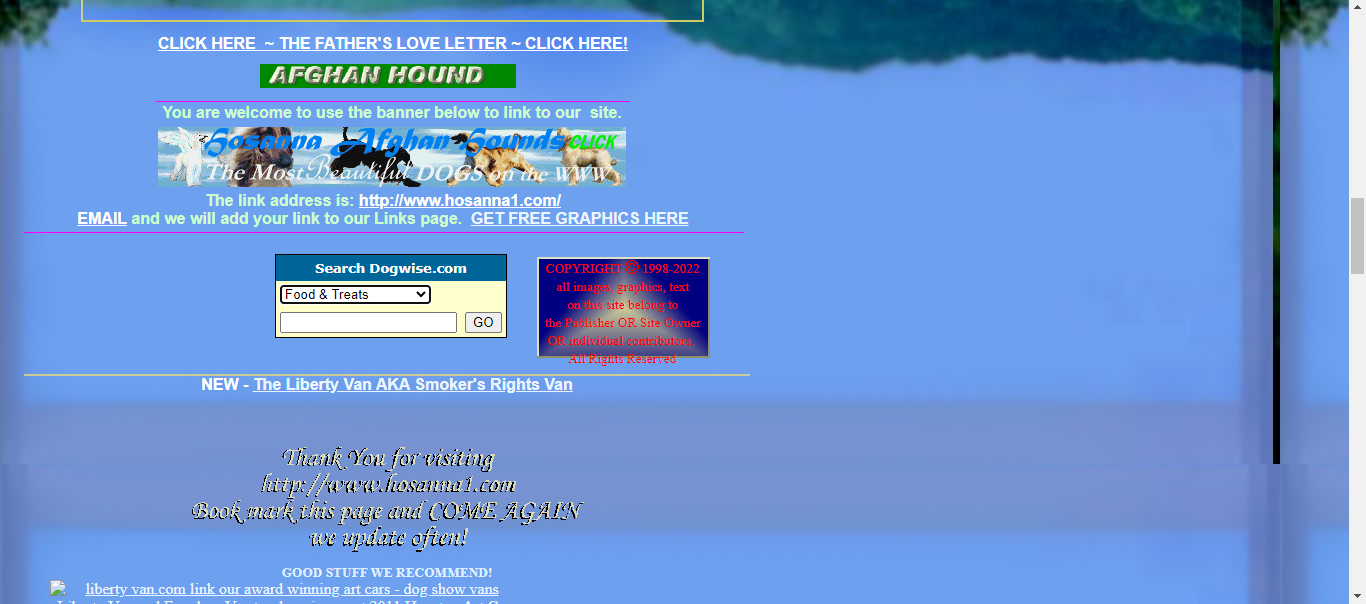 CLICK HERE ~ THE FATHER'S LOVE LETTER ~ CLICK HERE!
AFGHAN HOUND
You are welcome to use the banner below to link to our site.
Hosanna Afghan Hounds CLICK
The Most Beautiful DOGS on the WWW
The link address is: http://www.hosanna1.com/
EMAIL and we will add your link to our Links page. GET FREE GRAPHICS HERE
Search Dogwise.com
Food & Treats
GO
COPYRIGHT © 1998-2022
all images, graphics, text
on this site belong to
the Publisher OR Site Owner
OR individual contributors.
All Rights Reserved
NEW - The Liberty Van AKA Smoker's Rights Van
Thank You for visiting
http://www.hosanna1.com
Book mark this page and COME AGAIN
we update often!
GOOD STUFF WE RECOMMEND!
liberty van.com link our award winning art cars - dog show vans